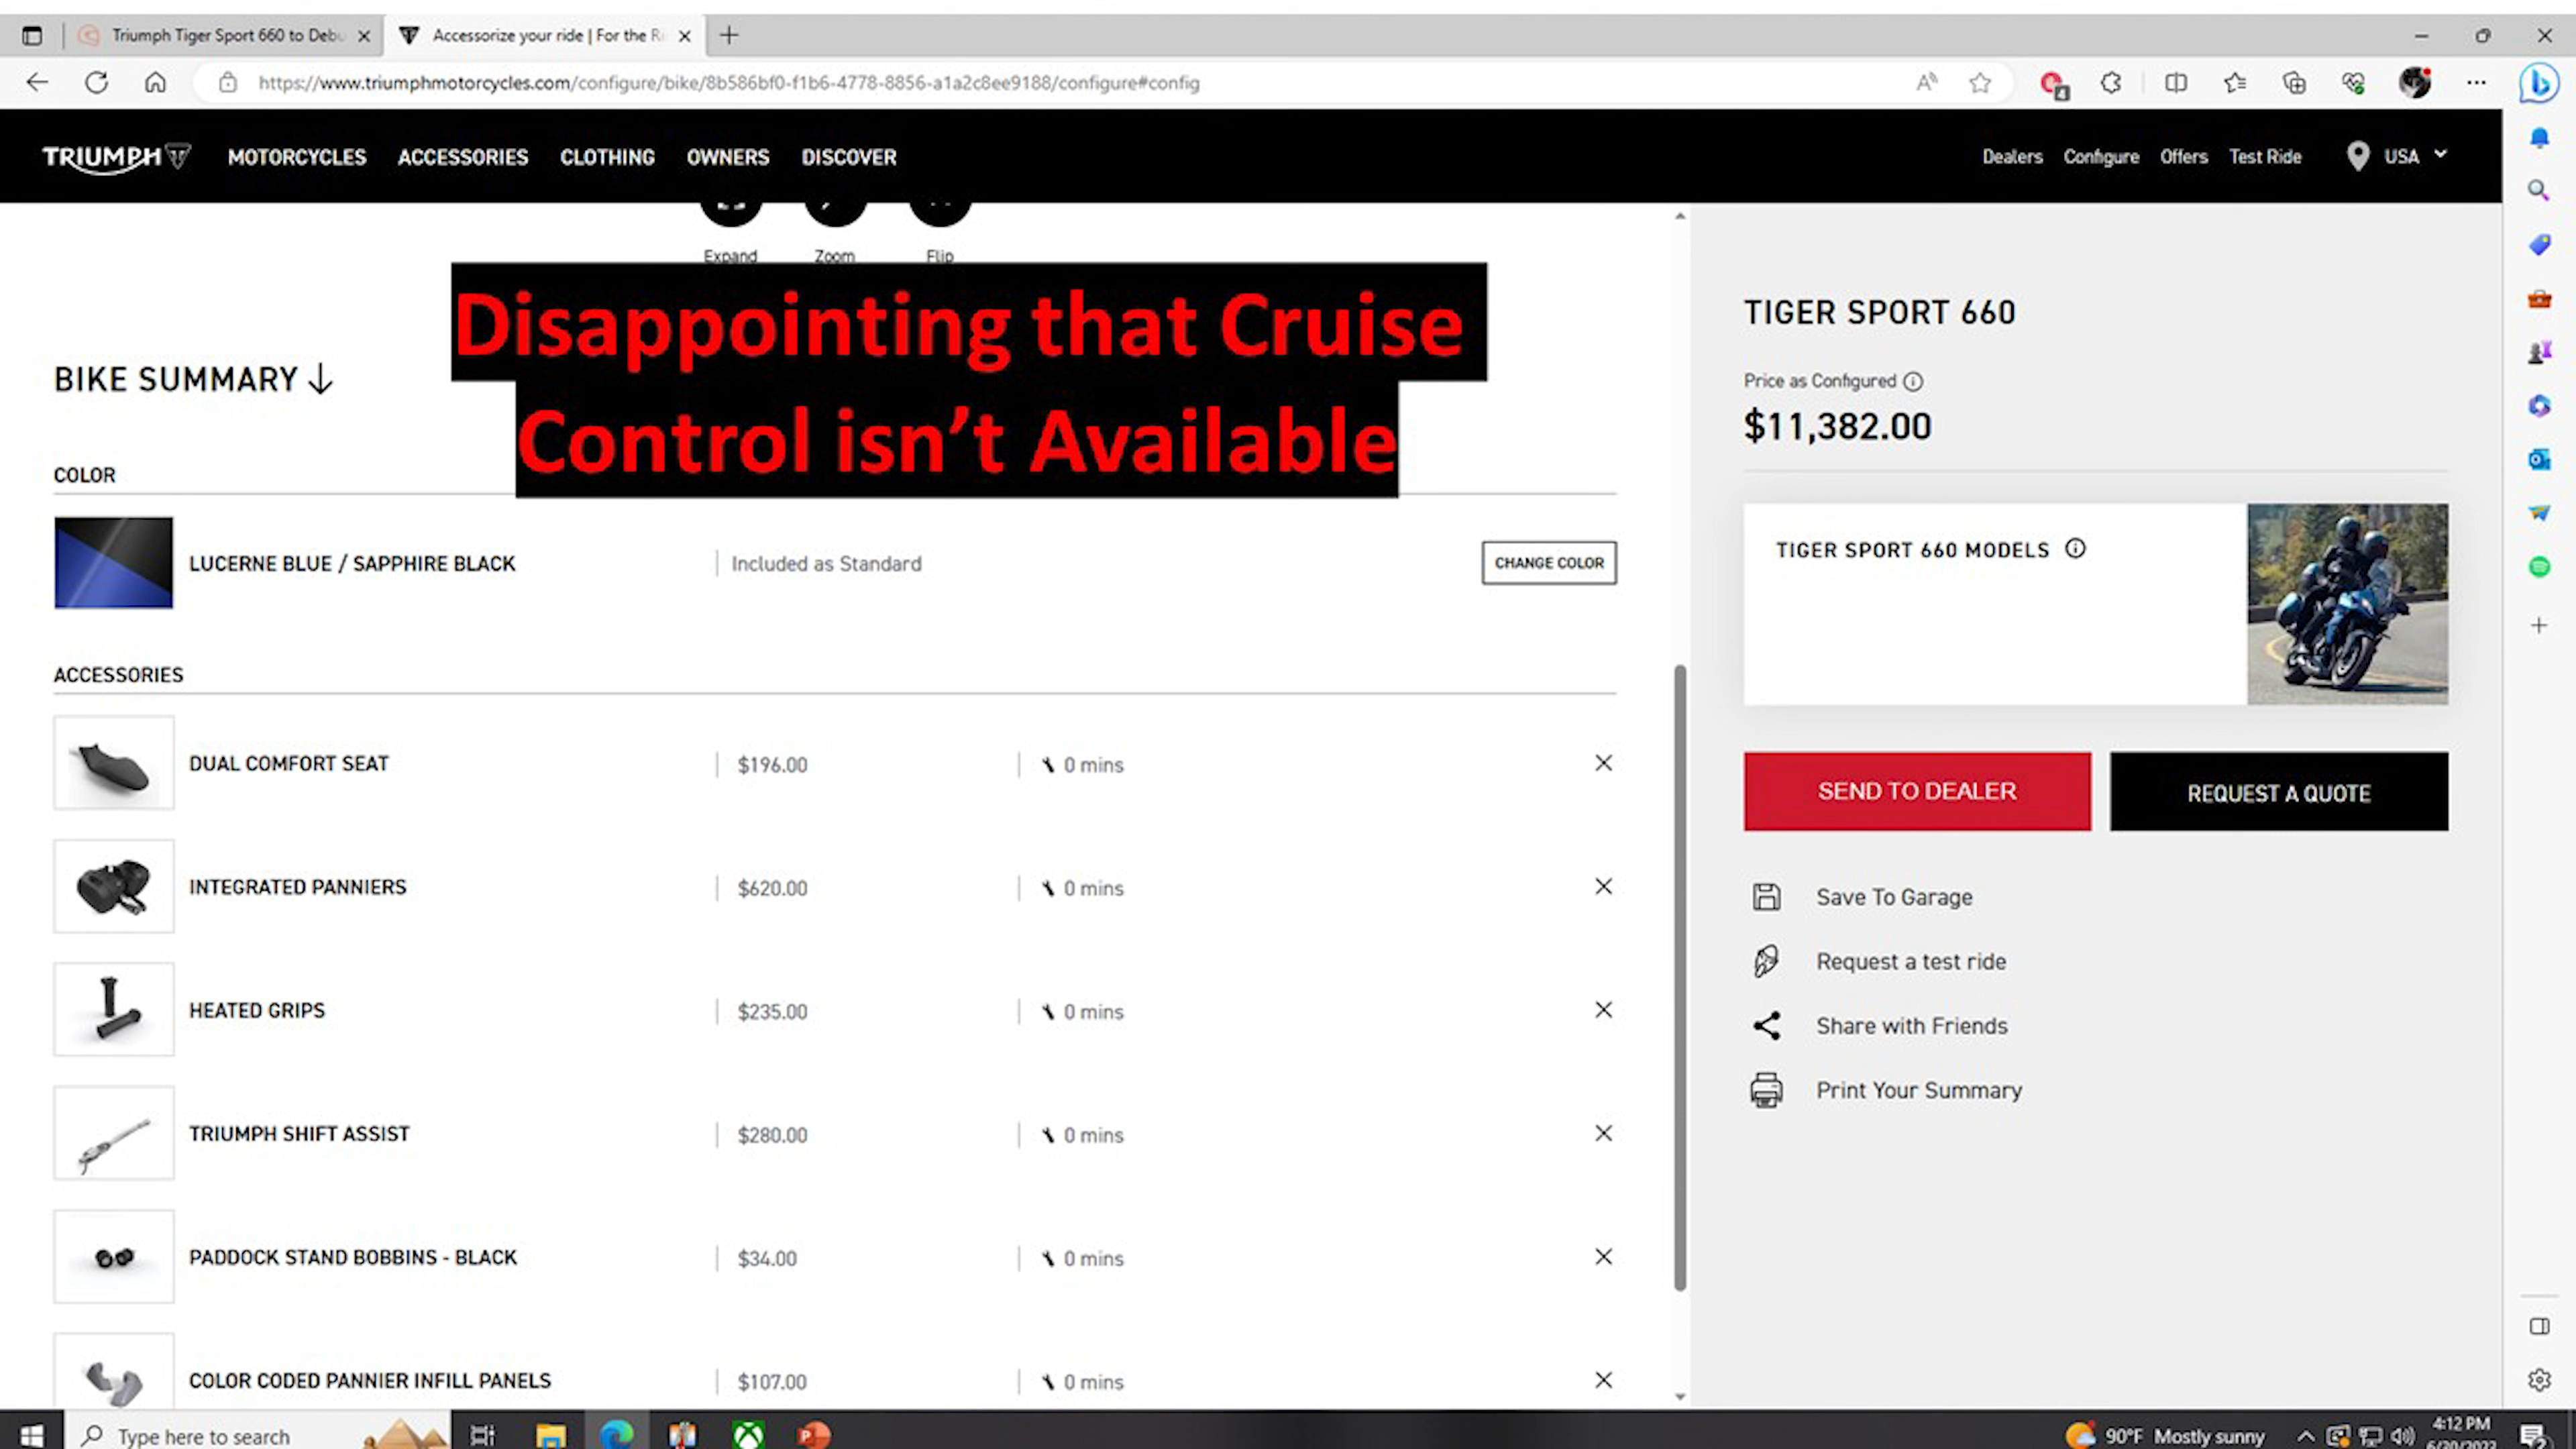 Triumph Tiger Sport 660 to Debu
Accessorize your ride | For the Ri
https://www.triumphmotorcycles.com/configure/bike/8b586bf0-f1b6-4778-8856-a1a2c8ee9188/configure#config
4
TRIUMPH MOTORCYCLES ACCESSORIES CLOTHING OWNERS DISCOVER
Dealers Configure Offers Test Ride USA
Expand Zoom Flip
Disappointing that Cruise
Control isn’t Available
BIKE SUMMARY
COLOR
LUCERNE BLUE / SAPPHIRE BLACK Included as Standard CHANGE COLOR
ACCESSORIES
DUAL COMFORT SEAT $196.00 0 mins
INTEGRATED PANNIERS $620.00 0 mins
HEATED GRIPS $235.00 0 mins
TRIUMPH SHIFT ASSIST $280.00 0 mins
PADDOCK STAND BOBBINS - BLACK $34.00 0 mins
COLOR CODED PANNIER INFILL PANELS $107.00 0 mins
TIGER SPORT 660
Price as Configured
$11,382.00
TIGER SPORT 660 MODELS
SEND TO DEALER
REQUEST A QUOTE
Save To Garage
Request a test ride
Share with Friends
Print Your Summary
Type here to search
90°F Mostly sunny
4:12 PM
2